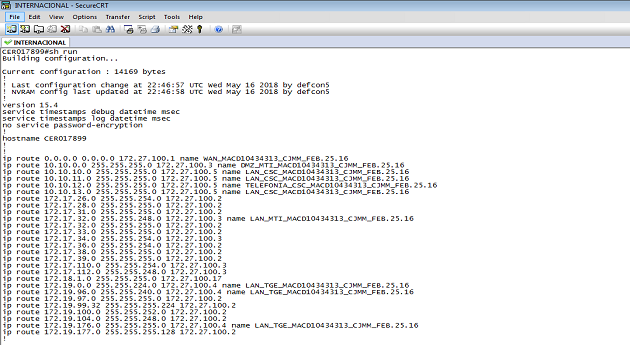 INTERNACIONAL - SecureCRT
File Edit View Options Transfer Script Tools Help
INTERNACIONAL
CER017899#sh run
Building configuration...
Current configuration : 14169 bytes
!
! Last configuration change at 22:46:57 UTC Wed May 16 2018 by defcon5
! NVRAM config last updated at 22:46:58 UTC Wed May 16 2018 by defcon5
!
version 15.4
service timestamps debug datetime msec
service timestamps log datetime msec
no service password-encryption
!
hostname CER017899
!
!
ip route 0.0.0.0 0.0.0.0 172.27.100.1 name WAN_MACD10434313_CJMM_FEB.25.16
ip route 10.10.0.0 255.255.255.0 172.27.100.3 name DMZ_MTI_MACD10434313_CJMM_FEB.25.16
ip route 10.10.10.0 255.255.255.0 172.27.100.5 name LAN_CSC_MACD10434313_CJMM_FEB.25.16
ip route 10.10.11.0 255.255.255.0 172.27.100.5 name LAN_CSC_MACD10434313_CJMM_FEB.25.16
ip route 10.10.12.0 255.255.255.0 172.27.100.5 name TELEFONIA_CSC_MACD10434313_CJMM_FEB.25.16
ip route 10.10.13.0 255.255.255.0 172.27.100.5 name LAN_CSC_MACD10434313_CJMM_FEB.25.16
ip route 172.17.26.0 255.255.254.0 172.27.100.2
ip route 172.17.28.0 255.255.255.0 172.27.100.2
ip route 172.17.31.0 255.255.255.0 172.27.100.2
ip route 172.17.32.0 255.255.248.0 172.27.100.3 name LAN_MTI_MACD10434313_CJMM_FEB.25.16
ip route 172.17.32.0 255.255.255.0 172.27.100.2
ip route 172.17.33.0 255.255.255.0 172.27.100.2
ip route 172.17.34.0 255.255.254.0 172.27.100.3
ip route 172.17.36.0 255.255.254.0 172.27.100.2
ip route 172.17.38.0 255.255.255.0 172.27.100.2
ip route 172.17.39.0 255.255.255.0 172.27.100.2
ip route 172.17.110.0 255.255.254.0 172.27.100.3
ip route 172.17.112.0 255.255.248.0 172.27.100.3
ip route 172.18.1.0 255.255.255.0 172.27.100.17
ip route 172.19.0.0 255.255.224.0 172.27.100.4 name LAN_TGE_MACD10434313_CJMM_FEB.25.16
ip route 172.19.96.0 255.255.240.0 172.27.100.4 name LAN_TGE_MACD10434313_CJMM_FEB.25.16
ip route 172.19.97.0 255.255.255.0 172.27.100.2
ip route 172.19.99.32 255.255.255.224 172.27.100.2
ip route 172.19.100.0 255.255.252.0 172.27.100.2
ip route 172.19.104.0 255.255.248.0 172.27.100.2
ip route 172.19.176.0 255.255.255.0 172.27.100.4 name LAN_TGE_MACD10434313_CJMM_FEB.25.16
ip route 172.19.177.0 255.255.255.128 172.27.100.2
!